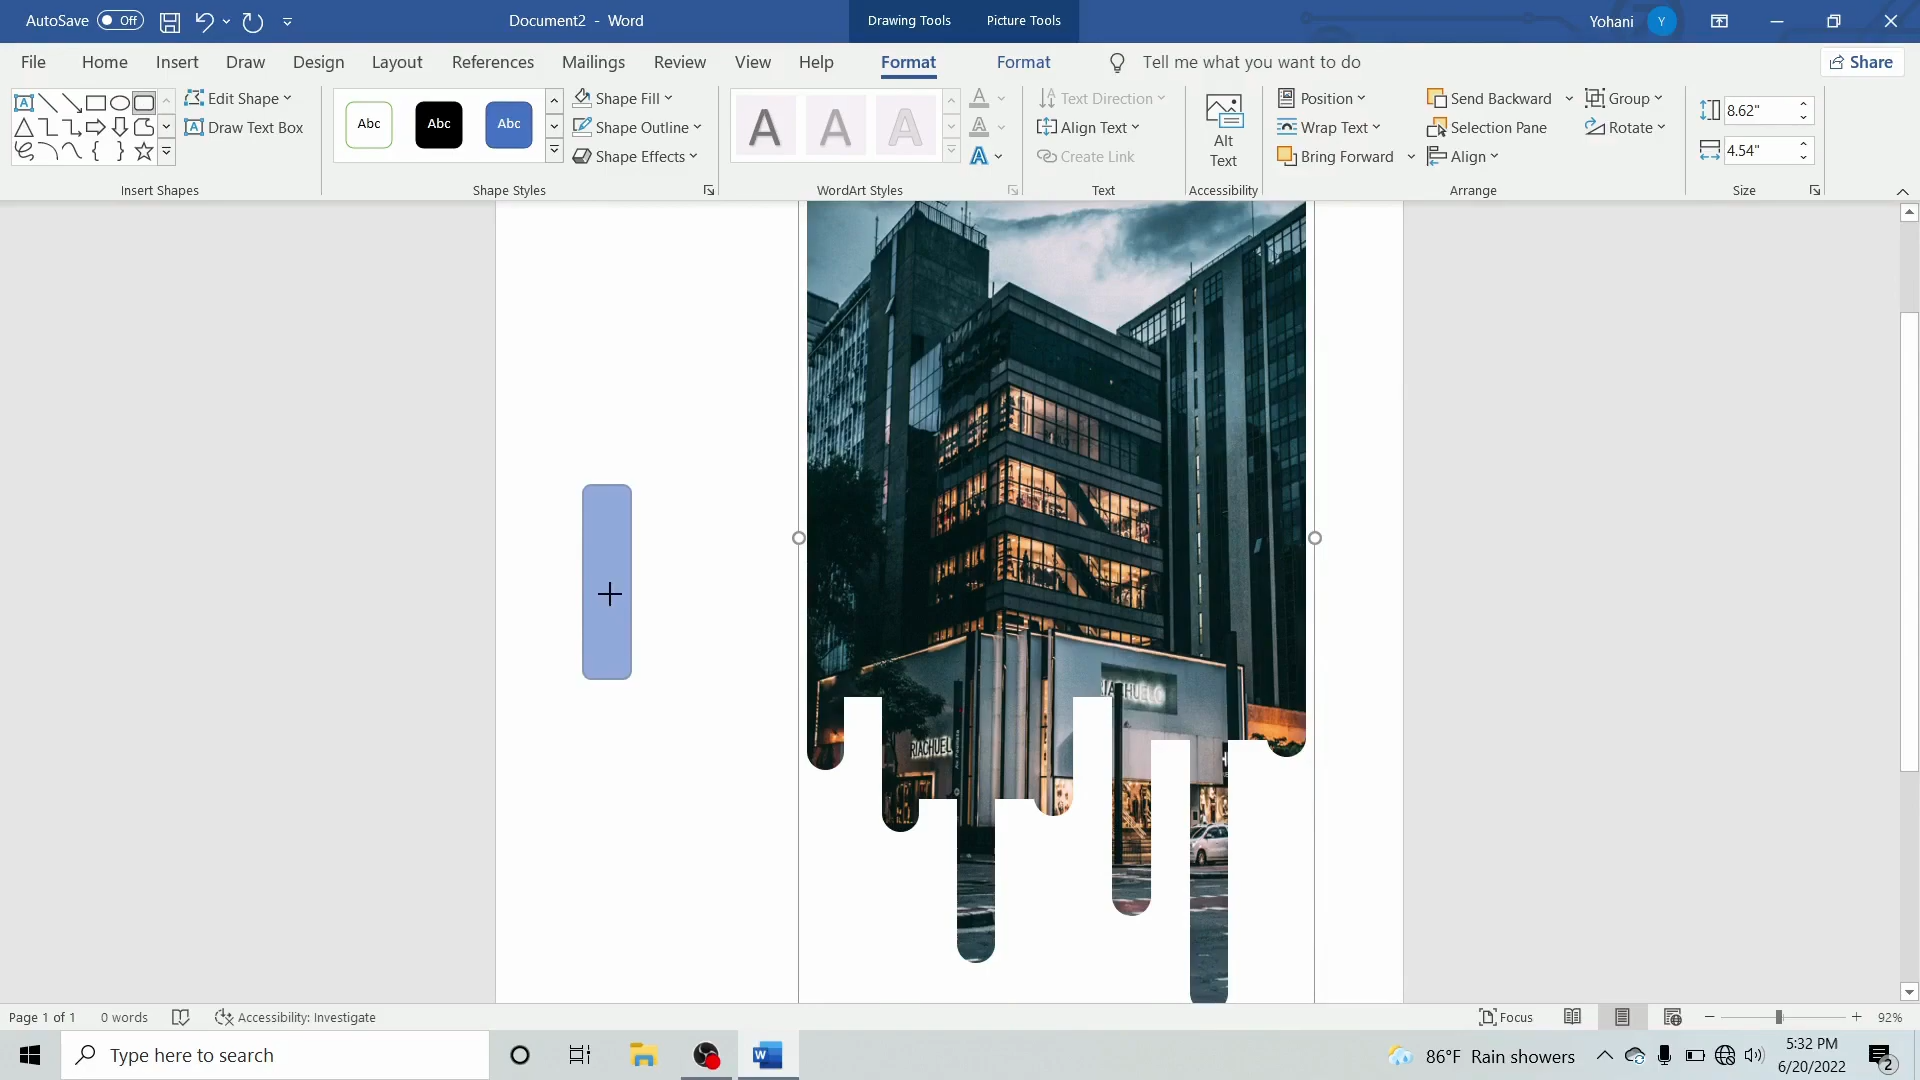 AutoSave Off Document2 - Word Drawing Tools Picture Tools Yohani Y
File Home Insert Draw Design Layout References Mailings Review View Help Format Format Tell me what you want to do Share
Edit Shape
Draw Text Box
Insert Shapes
Abc Abc Abc
Shape Fill
Shape Outline
Shape Effects
Shape Styles
A A A
WordArt Styles
Text Direction
Align Text
Create Link
Text
Alt
Text
Accessibility
Position
Wrap Text
Bring Forward
Send Backward
Selection Pane
Align
Group
Rotate
Arrange
8.62"
4.54"
Size
RIACHUELO
RIACHUELO
Page 1 of 1 0 words Accessibility: Investigate Focus 92%
Type here to search 86°F Rain showers 5:32 PM
6/20/2022 2